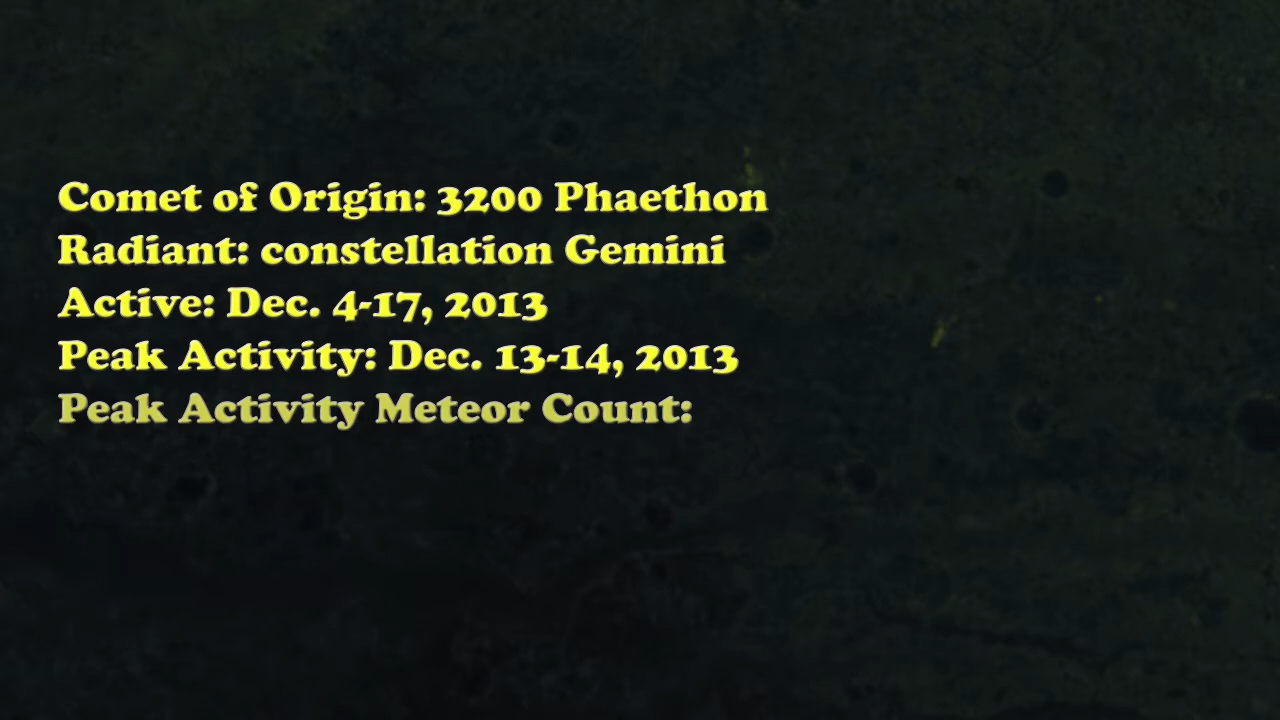 Comet of Origin: 3200 Phaethon
Radiant: constellation Gemini
Active: Dec. 4-17, 2013
Peak Activity: Dec. 13-14, 2013
Peak Activity Meteor Count: